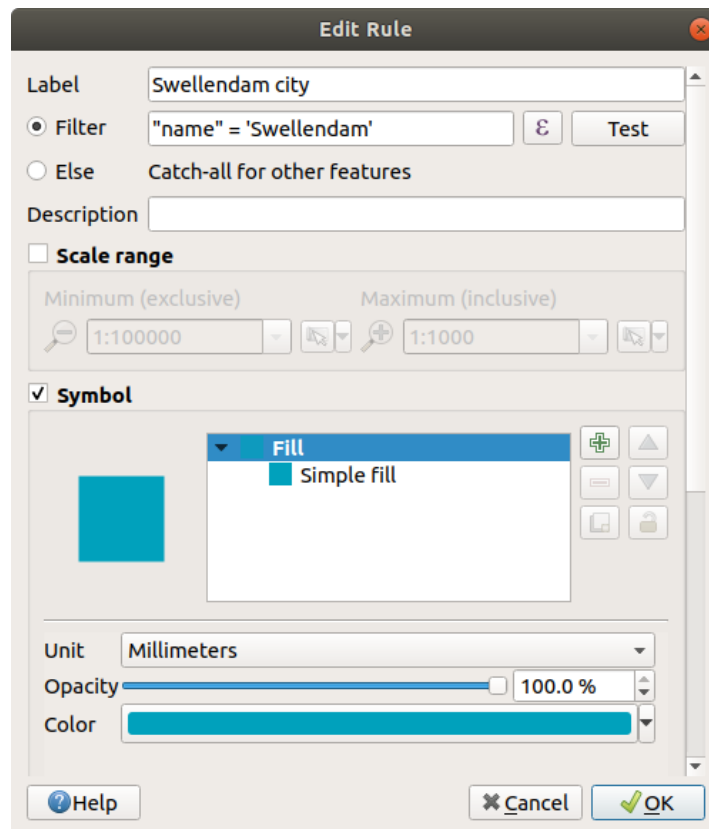 Edit Rule
Label Swellendam city
Filter "name" = 'Swellendam' ε Test
Else Catch-all for other features
Description
Scale range
Minimum (exclusive) Maximum (inclusive)
1:100000 1:1000
Symbol
Fill
Simple fill
Unit Millimeters
Opacity 100.0 %
Color
Help Cancel OK